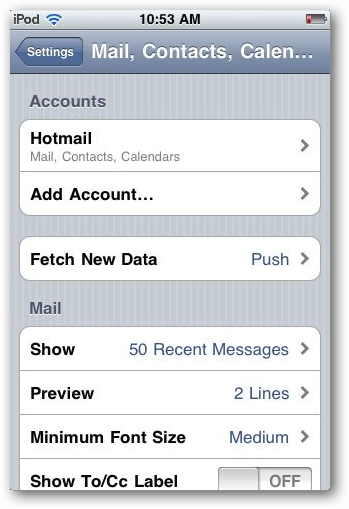 iPod 10:53 AM
Settings Mail, Contacts, Calen...
Accounts
Hotmail
Mail, Contacts, Calendars
Add Account...
Fetch New Data Push
Mail
Show 50 Recent Messages
Preview 2 Lines
Minimum Font Size Medium
Show To/Cc Label OFF